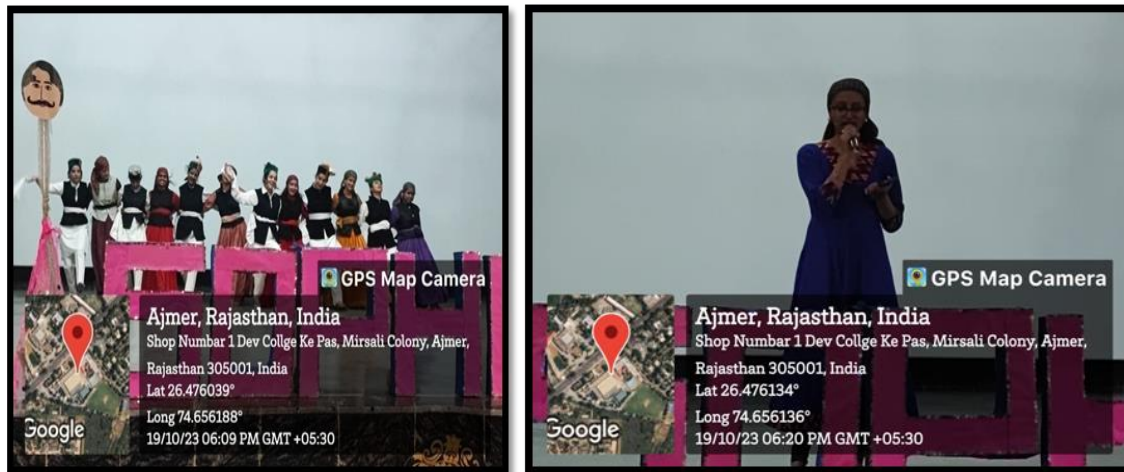 GPS Map Camera
Ajmer, Rajasthan, India
Shop Numbar 1 Dev Collge Ke Pas, Mirsali Colony, Ajmer,
Rajasthan 305001, India
Lat 26.476039°
Long 74.656188°
19/10/23 06:09 PM GMT +05:30
Google
GPS Map Camera
Ajmer, Rajasthan, India
Shop Numbar 1 Dev Collge Ke Pas, Mirsali Colony, Ajmer,
Rajasthan 305001, India
Lat 26.476134°
Long 74.656136°
19/10/23 06:20 PM GMT +05:30
Google